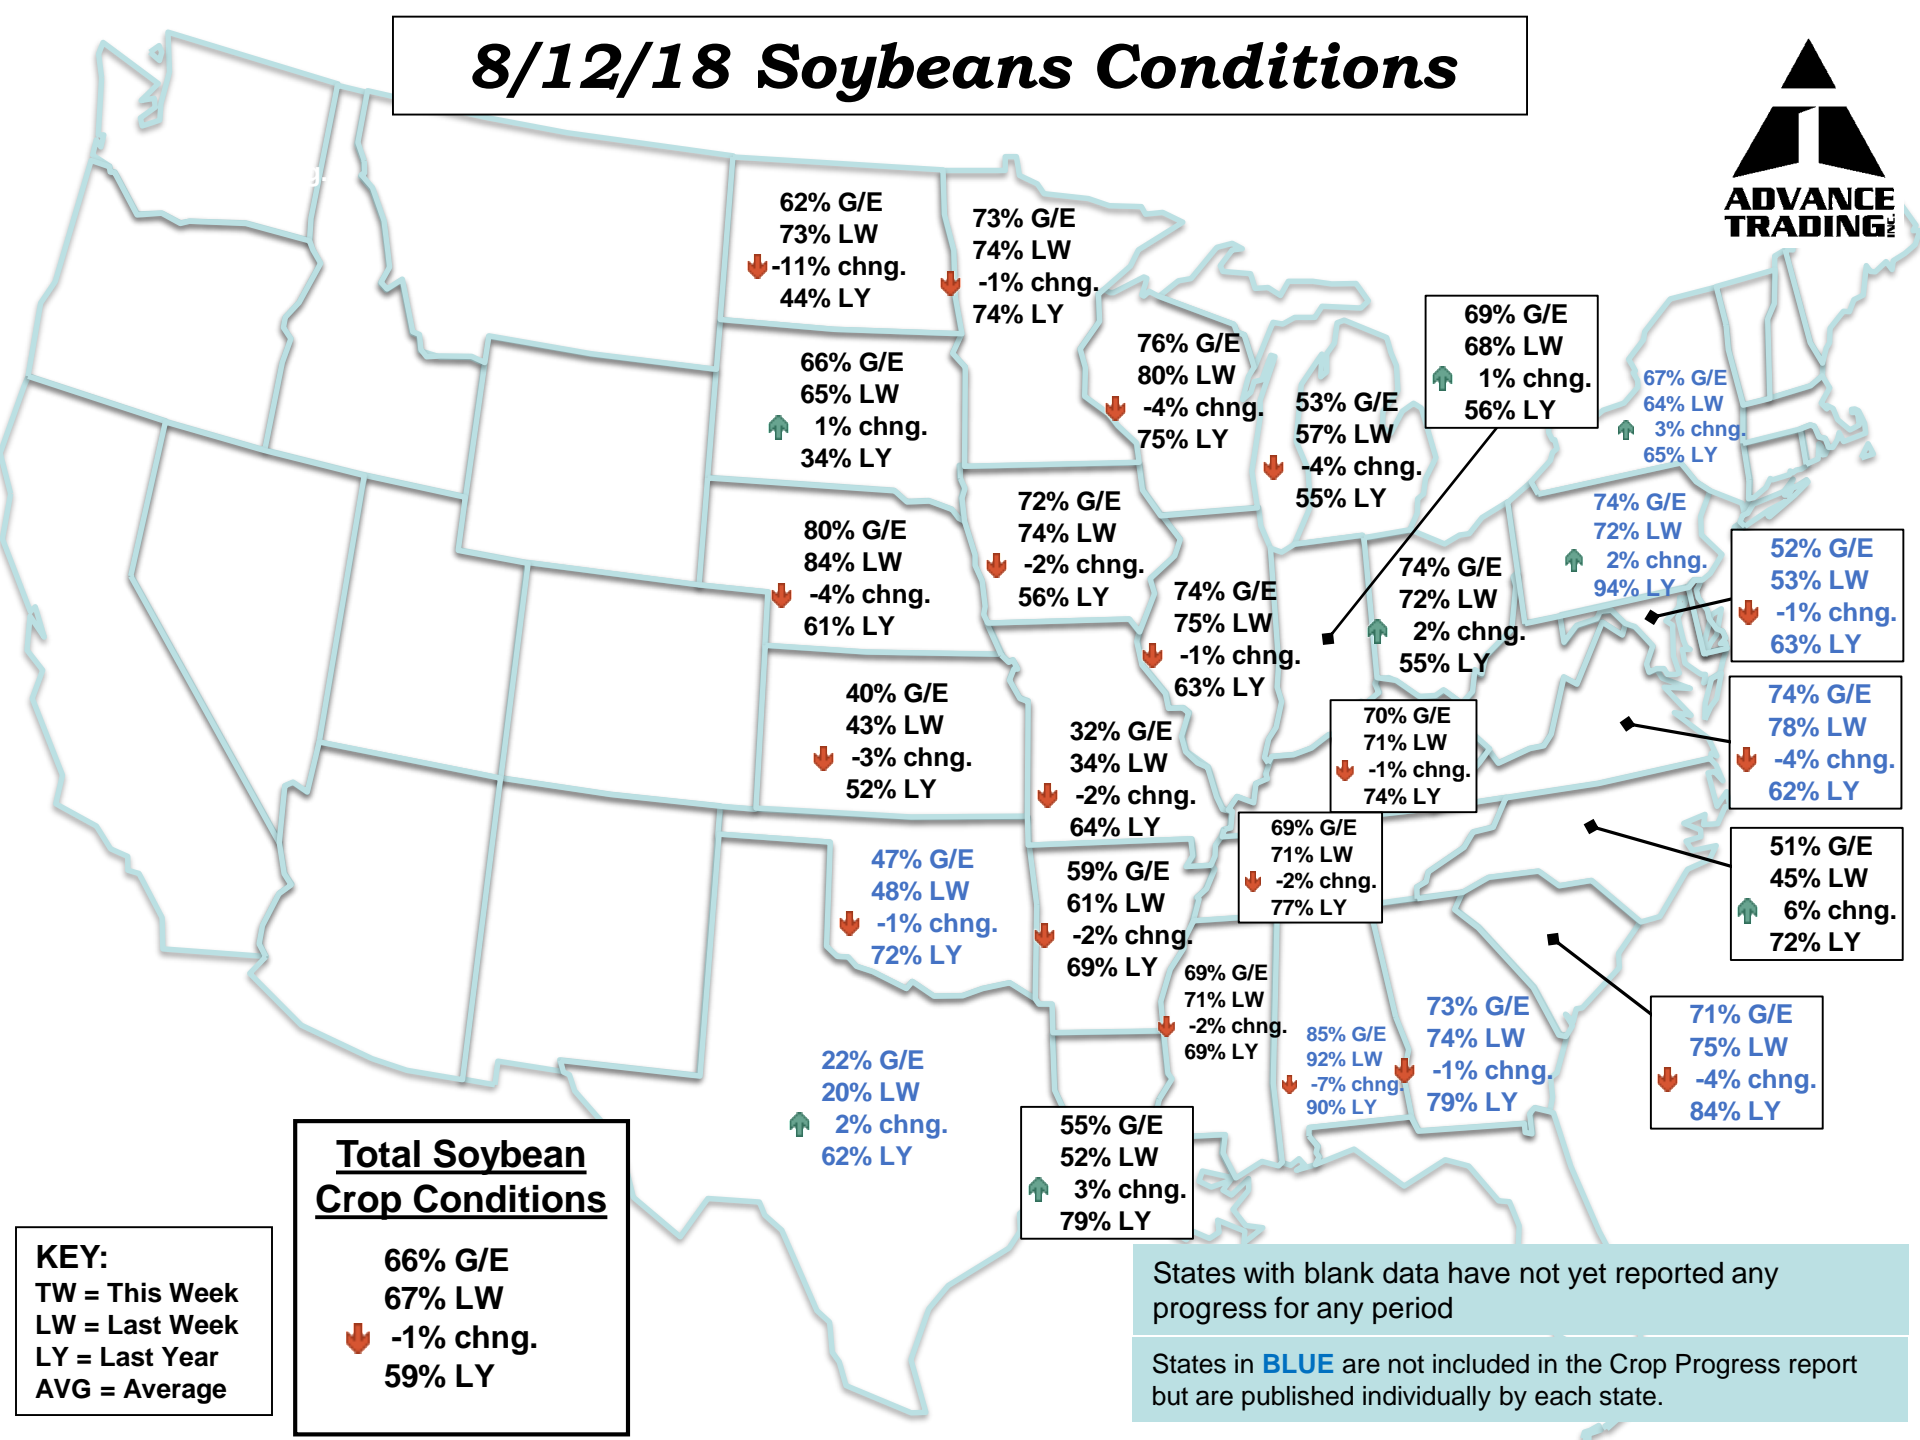 8/12/18 Soybeans Conditions
ADVANCE
TRADING INC.
g.
62% G/E
73% LW
-11% chng.
44% LY
73% G/E
74% LW
-1% chng.
74% LY
66% G/E
65% LW
1% chng.
34% LY
76% G/E
80% LW
-4% chng.
75% LY
53% G/E
57% LW
-4% chng.
55% LY
69% G/E
68% LW
1% chng.
56% LY
67% G/E
64% LW
3% chng.
65% LY
80% G/E
84% LW
-4% chng.
61% LY
72% G/E
74% LW
-2% chng.
56% LY
74% G/E
75% LW
-1% chng.
63% LY
74% G/E
72% LW
2% chng.
55% LY
74% G/E
72% LW
2% chng.
94% LY
52% G/E
53% LW
-1% chng.
63% LY
40% G/E
43% LW
-3% chng.
52% LY
32% G/E
34% LW
-2% chng.
64% LY
70% G/E
71% LW
-1% chng.
74% LY
74% G/E
78% LW
-4% chng.
62% LY
47% G/E
48% LW
-1% chng.
72% LY
59% G/E
61% LW
-2% chng.
69% LY
69% G/E
71% LW
-2% chng.
77% LY
51% G/E
45% LW
6% chng.
72% LY
22% G/E
20% LW
2% chng.
62% LY
69% G/E
71% LW
-2% chng.
69% LY
85% G/E
92% LW
-7% chng.
90% LY
73% G/E
74% LW
-1% chng.
79% LY
71% G/E
75% LW
-4% chng.
84% LY
55% G/E
52% LW
3% chng.
79% LY
Total Soybean
Crop Conditions
66% G/E
67% LW
-1% chng.
59% LY
KEY:
TW = This Week
LW = Last Week
LY = Last Year
AVG = Average
States with blank data have not yet reported any
progress for any period
States in BLUE are not included in the Crop Progress report
but are published individually by each state.